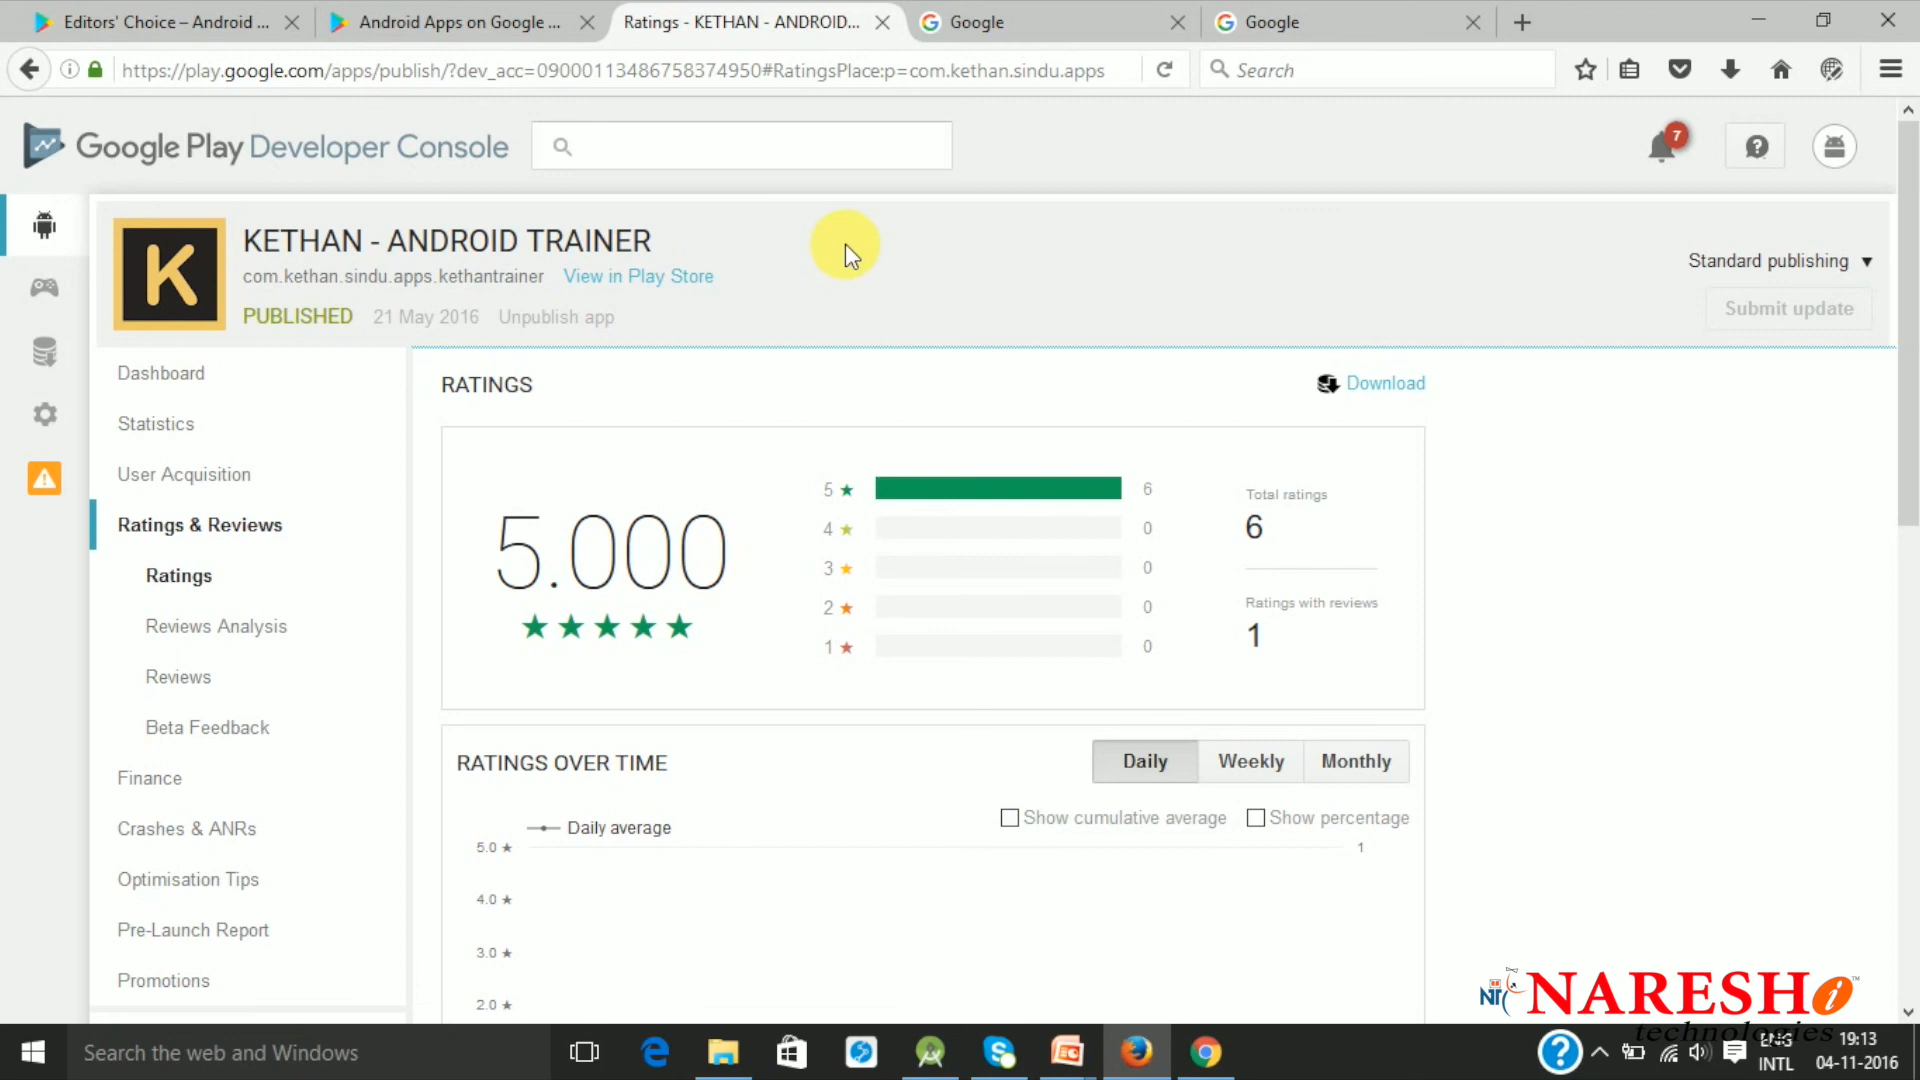 Editors' Choice – Android ...
Android Apps on Google ...
Ratings - KETHAN - ANDROID...
Google
Google
https://play.google.com/apps/publish/?dev_acc=09000113486758374950#RatingsPlace:p=com.kethan.sindu.apps
Search
Google Play Developer Console
7
K
KETHAN - ANDROID TRAINER
com.kethan.sindu.apps.kethantrainer View in Play Store
PUBLISHED 21 May 2016 Unpublish app
Standard publishing
Submit update
Dashboard
Statistics
User Acquisition
Ratings & Reviews
Ratings
Reviews Analysis
Reviews
Beta Feedback
Finance
Crashes & ANRs
Optimisation Tips
Pre-Launch Report
Promotions
RATINGS
Download
5.000
5 ★ 6
4 ★ 0
3 ★ 0
2 ★ 0
1 ★ 0
Total ratings
6
Ratings with reviews
1
RATINGS OVER TIME
Daily Weekly Monthly
Daily average
Show cumulative average Show percentage
5.0 ★ 1
4.0 ★
3.0 ★
2.0 ★
NARESH i
technologies
Search the web and Windows
ENG
INTL
19:13
04-11-2016